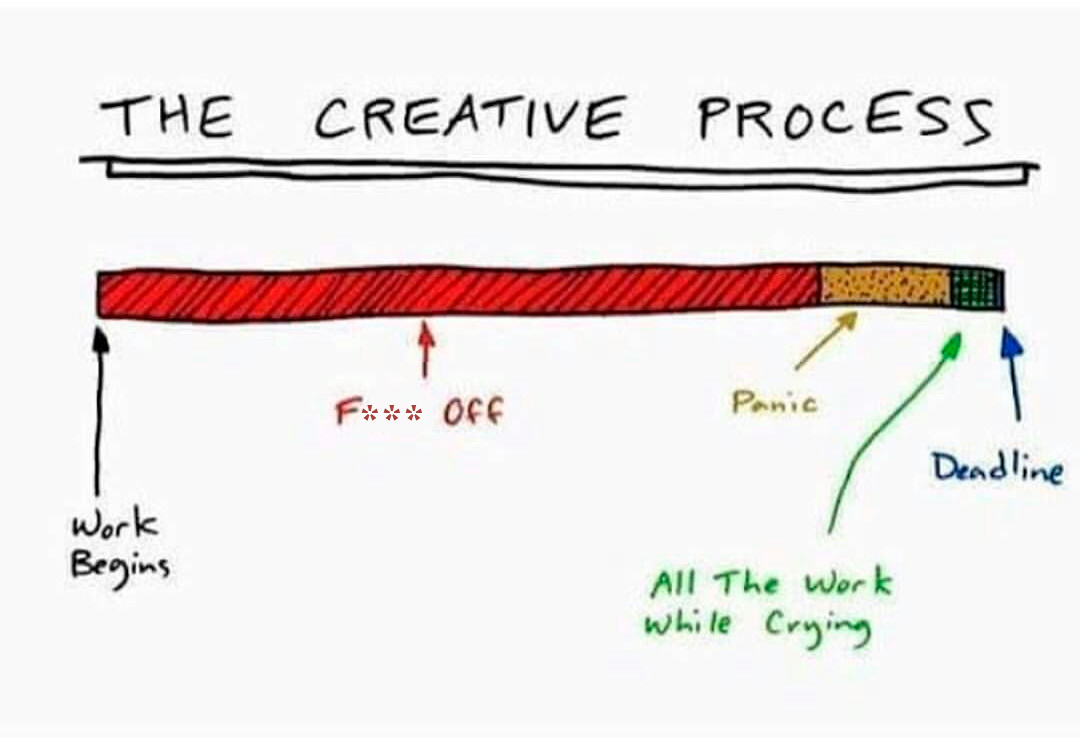 THE CREATIVE PROCESS
F*** Off
Panic
Deadline
Work
Begins
All The Work
While Crying